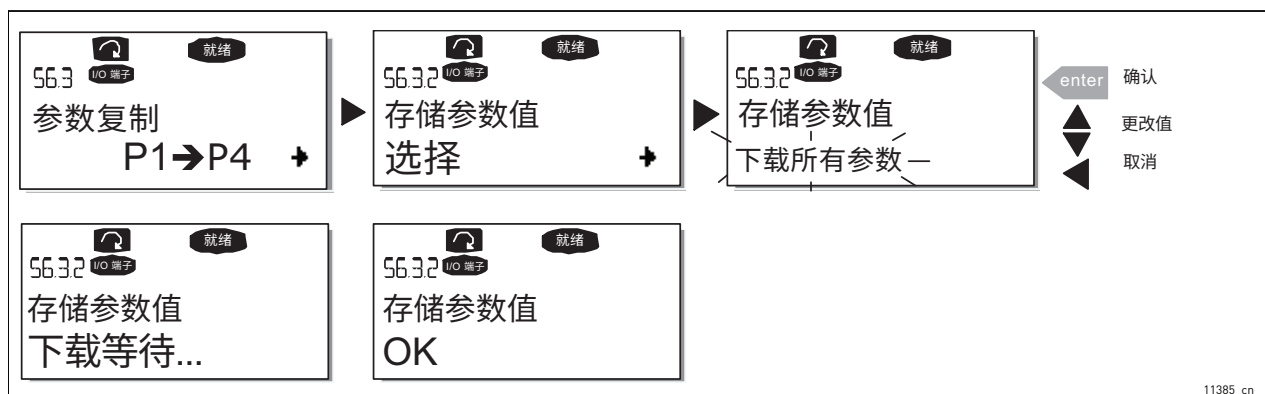 就绪
S6.3 I/O 端子
参数复制
P1➔P4
就绪
S6.3.2 I/O 端子
存储参数值
选择
就绪
S6.3.2 I/O 端子
存储参数值
下载所有参数
enter 确认
更改值
取消
就绪
S6.3.2 I/O 端子
存储参数值
下载等待...
就绪
S6.3.2 I/O 端子
存储参数值
OK
11385_cn